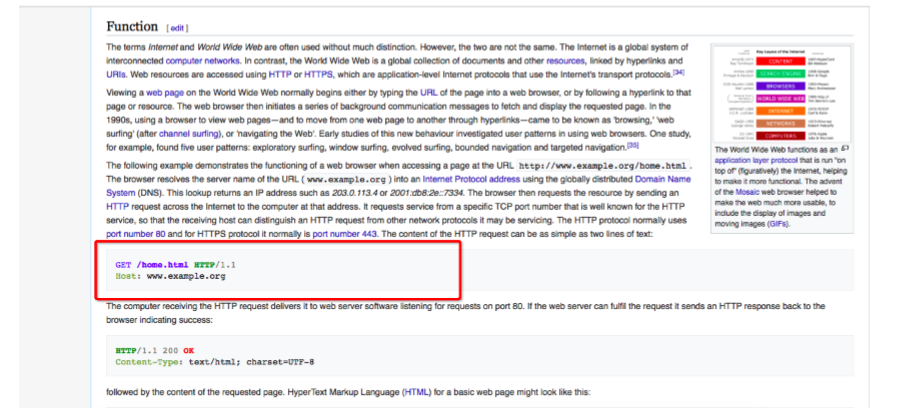 Function [ edit ]
The terms Internet and World Wide Web are often used without much distinction. However, the two are not the same. The Internet is a global system of
interconnected computer networks. In contrast, the World Wide Web is a global collection of documents and other resources, linked by hyperlinks and
URIs. Web resources are accessed using HTTP or HTTPS, which are application-level Internet protocols that use the Internet's transport protocols.[34]
Viewing a web page on the World Wide Web normally begins either by typing the URL of the page into a web browser, or by following a hyperlink to that
page or resource. The web browser then initiates a series of background communication messages to fetch and display the requested page. In the
1990s, using a browser to view web pages—and to move from one web page to another through hyperlinks—came to be known as 'browsing,' 'web
surfing' (after channel surfing), or 'navigating the Web'. Early studies of this new behaviour investigated user patterns in using web browsers. One study,
for example, found five user patterns: exploratory surfing, window surfing, evolved surfing, bounded navigation and targeted navigation.[35]
The following example demonstrates the functioning of a web browser when accessing a page at the URL http://www.example.org/home.html .
The browser resolves the server name of the URL ( www.example.org ) into an Internet Protocol address using the globally distributed Domain Name
System (DNS). This lookup returns an IP address such as 203.0.113.4 or 2001:db8:2e::7334. The browser then requests the resource by sending an
HTTP request across the Internet to the computer at that address. It requests service from a specific TCP port number that is well known for the HTTP
service, so that the receiving host can distinguish an HTTP request from other network protocols it may be servicing. The HTTP protocol normally uses
port number 80 and for HTTPS protocol it normally is port number 443. The content of the HTTP request can be as simple as two lines of text:
GET /home.html HTTP/1.1
Host: www.example.org
The computer receiving the HTTP request delivers it to web server software listening for requests on port 80. If the web server can fulfil the request it sends an HTTP response back to the
browser indicating success:
HTTP/1.1 200 OK
Content-Type: text/html; charset=UTF-8
followed by the content of the requested page. HyperText Markup Language (HTML) for a basic web page might look like this:
Key Layers of the Internet
CONTENT
SEARCH ENGINE
BROWSERS
WORLD WIDE WEB
INTERNET
NETWORKS
COMPUTERS
The World Wide Web functions as an
application layer protocol that is run "on
top of" (figuratively) the Internet, helping
to make it more functional. The advent
of the Mosaic web browser helped to
make the web much more usable, to
include the display of images and
moving images (GIFs).